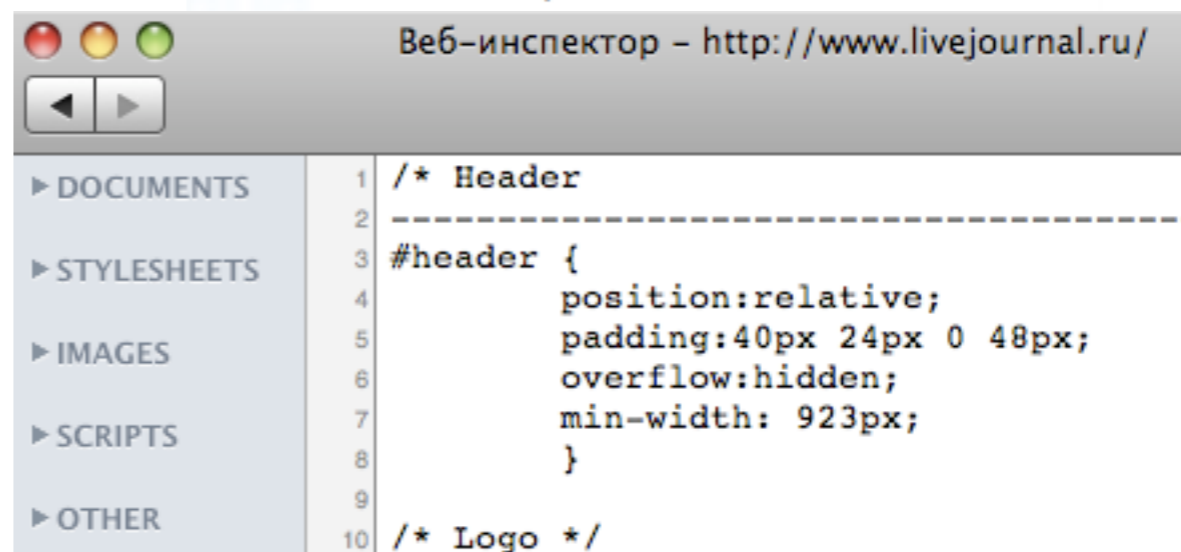 Веб-инспектор – http://www.livejournal.ru/
DOCUMENTS
STYLESHEETS
IMAGES
SCRIPTS
OTHER
1 /* Header
2 -------------------------------------
3 #header {
4 position:relative;
5 padding:40px 24px 0 48px;
6 overflow:hidden;
7 min-width: 923px;
8 }
9
10 /* Logo */